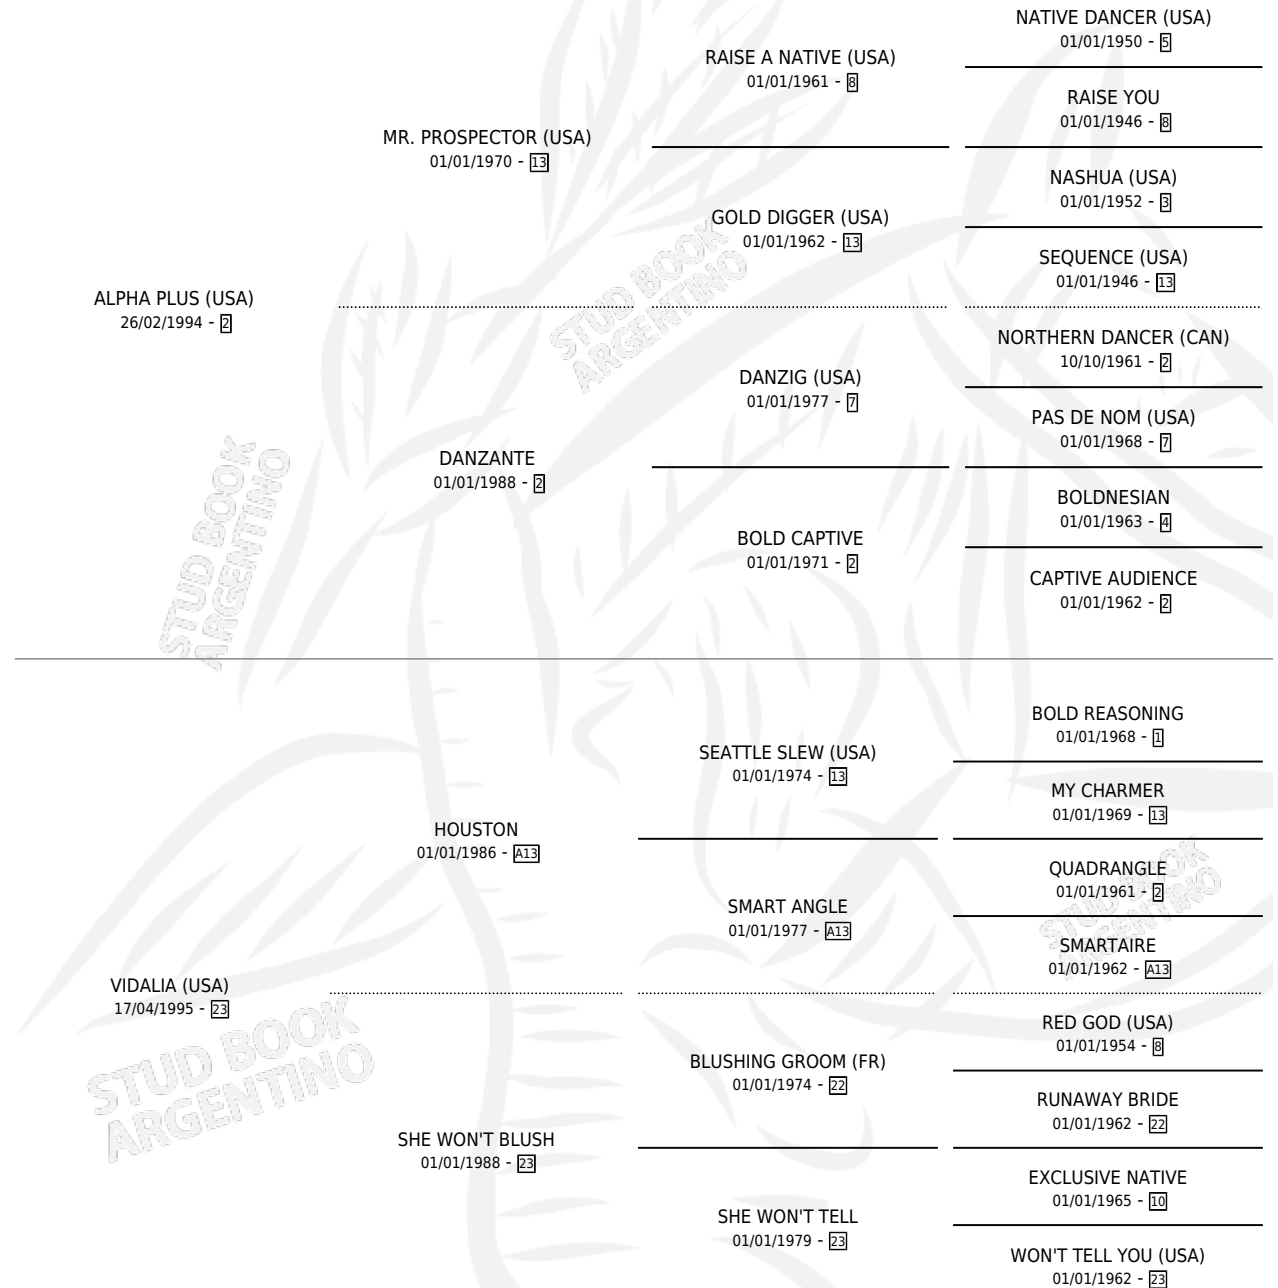 NATIVE DANCER (USA)
01/01/1950 - 5
RAISE A NATIVE (USA)
01/01/1961 - 8
RAISE YOU
01/01/1946 - 8
MR. PROSPECTOR (USA)
01/01/1970 - 13
NASHUA (USA)
01/01/1952 - 3
GOLD DIGGER (USA)
01/01/1962 - 13
SEQUENCE (USA)
01/01/1946 - 13
ALPHA PLUS (USA)
26/02/1994 - 2
STUD BOOK
ARGENTINO
NORTHERN DANCER (CAN)
10/10/1961 - 2
DANZIG (USA)
01/01/1977 - 7
PAS DE NOM (USA)
01/01/1968 - 7
DANZANTE
01/01/1988 - 2
BOLDNESIAN
01/01/1963 - 4
BOLD CAPTIVE
01/01/1971 - 2
CAPTIVE AUDIENCE
01/01/1962 - 2
STUD BOOK
ARGENTINO
BOLD REASONING
01/01/1968 - 1
SEATTLE SLEW (USA)
01/01/1974 - 13
MY CHARMER
01/01/1969 - 13
HOUSTON
01/01/1986 - A13
QUADRANGLE
01/01/1961 - 2
SMART ANGLE
01/01/1977 - A13
STUD BOOK
ARGENTINO
SMARTAIRE
01/01/1962 - A13
VIDALIA (USA)
17/04/1995 - 23
RED GOD (USA)
01/01/1954 - 8
BLUSHING GROOM (FR)
01/01/1974 - 22
STUD BOOK
ARGENTINO
RUNAWAY BRIDE
01/01/1962 - 22
SHE WON'T BLUSH
01/01/1988 - 23
EXCLUSIVE NATIVE
01/01/1965 - 10
SHE WON'T TELL
01/01/1979 - 23
WON'T TELL YOU (USA)
01/01/1962 - 23